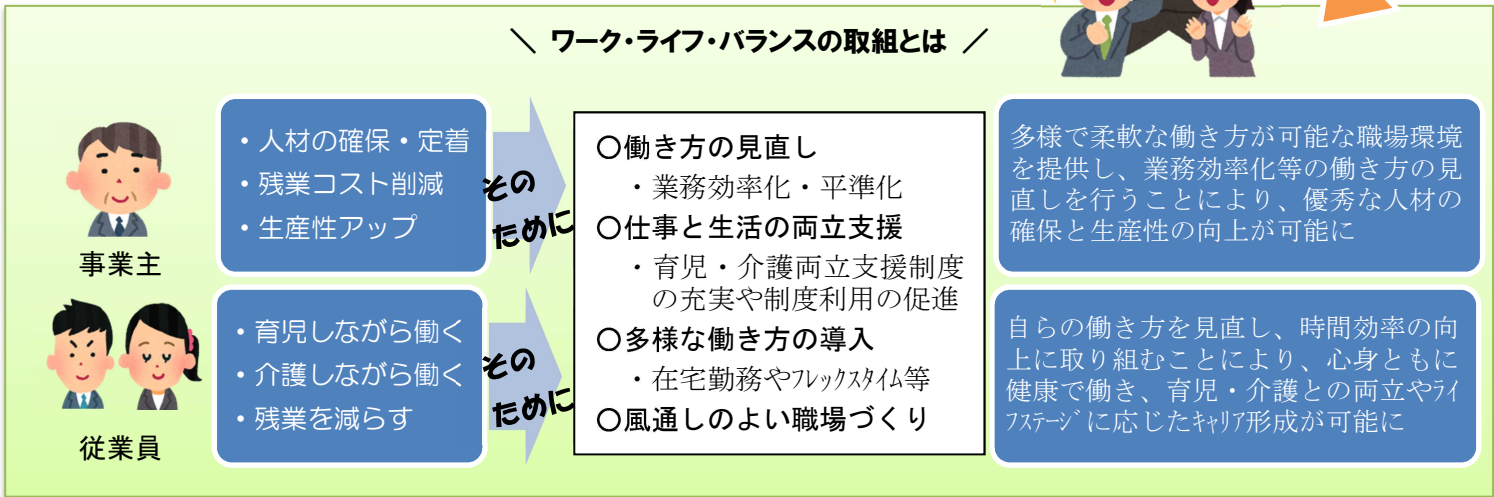 \ ワーク・ライフ・バランスの取組とは /
事業主
・人材の確保・定着
・残業コスト削減
・生産性アップ
その
ために
従業員
・育児しながら働く
・介護しながら働く
・残業を減らす
その
ために
○働き方の見直し
・業務効率化・平準化
○仕事と生活の両立支援
・育児・介護両立支援制度
の充実や制度利用の促進
○多様な働き方の導入
・在宅勤務やﾌﾚｯｸｽﾀｲﾑ等
○風通しのよい職場づくり
多様で柔軟な働き方が可能な職場環境
を提供し、業務効率化等の働き方の見
直しを行うことにより、優秀な人材の
確保と生産性の向上が可能に
自らの働き方を見直し、時間効率の向
上に取り組むことにより、心身ともに
健康で働き、育児・介護との両立やﾗｲ
ﾌｽﾃｰｼﾞに応じたｷｬﾘｱ形成が可能に